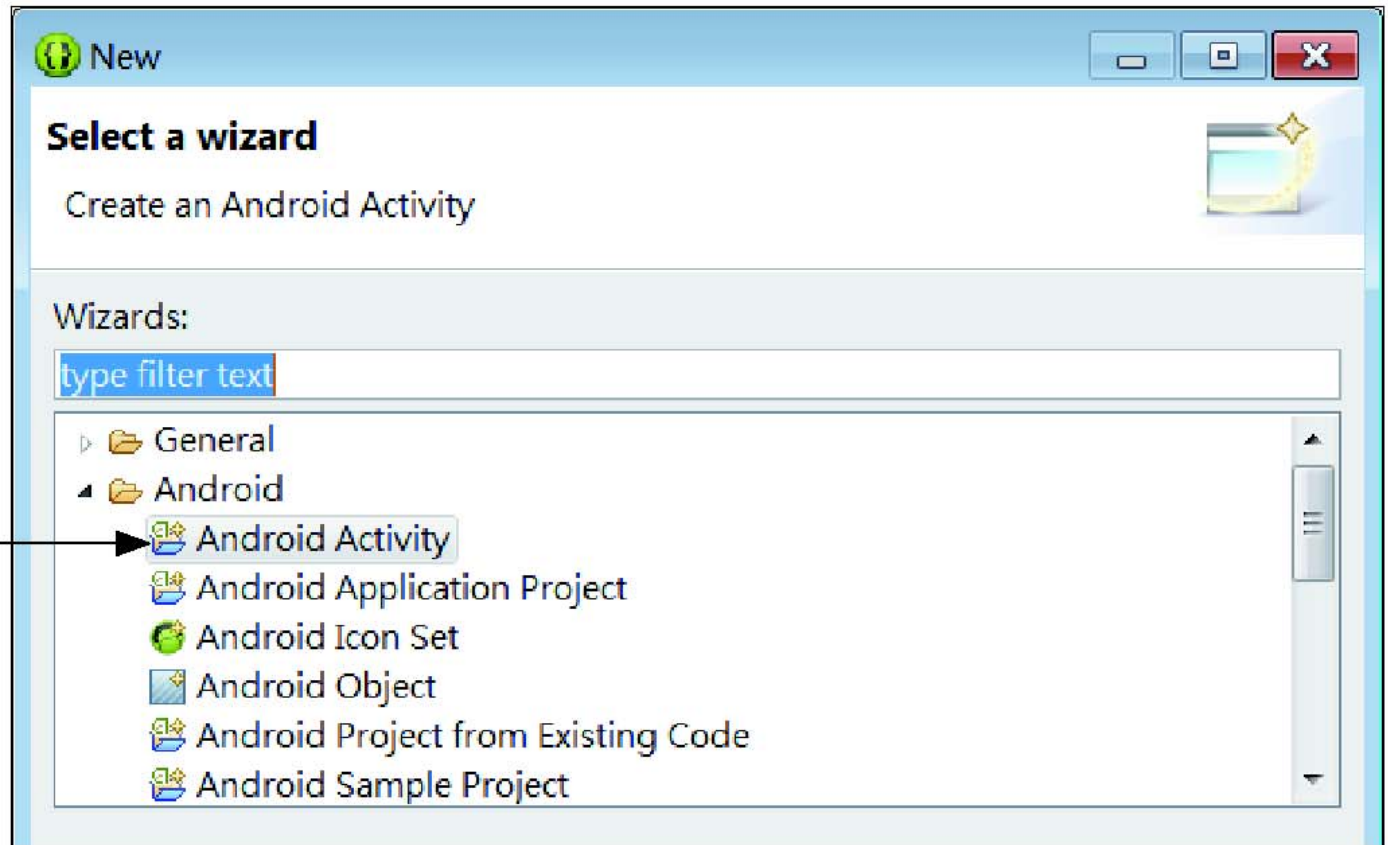 New
Select a wizard
Create an Android Activity
Wizards:
type filter text
General
Android
Android Activity
Android Application Project
Android Icon Set
Android Object
Android Project from Existing Code
Android Sample Project